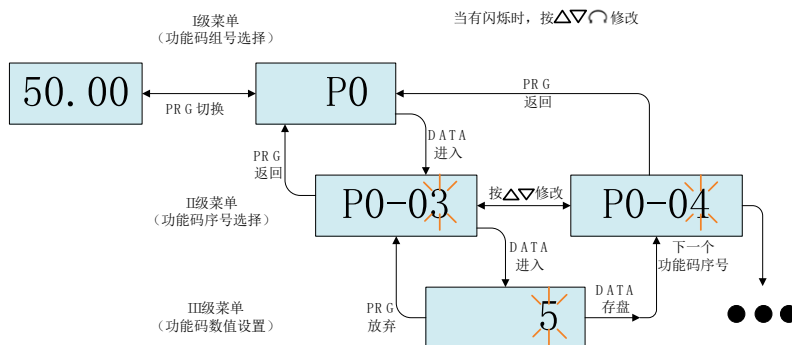 I级菜单
（功能码组号选择）
当有闪烁时，按△▽修改
50.00
P0
PRG 切换
PRG
返回
DATA
进入
PRG
返回
II级菜单
（功能码序号选择）
P0-03
按△▽修改
P0-04
DATA
进入
下一个
功能码序号
III级菜单
（功能码数值设置）
PRG
放弃
5
DATA
存盘